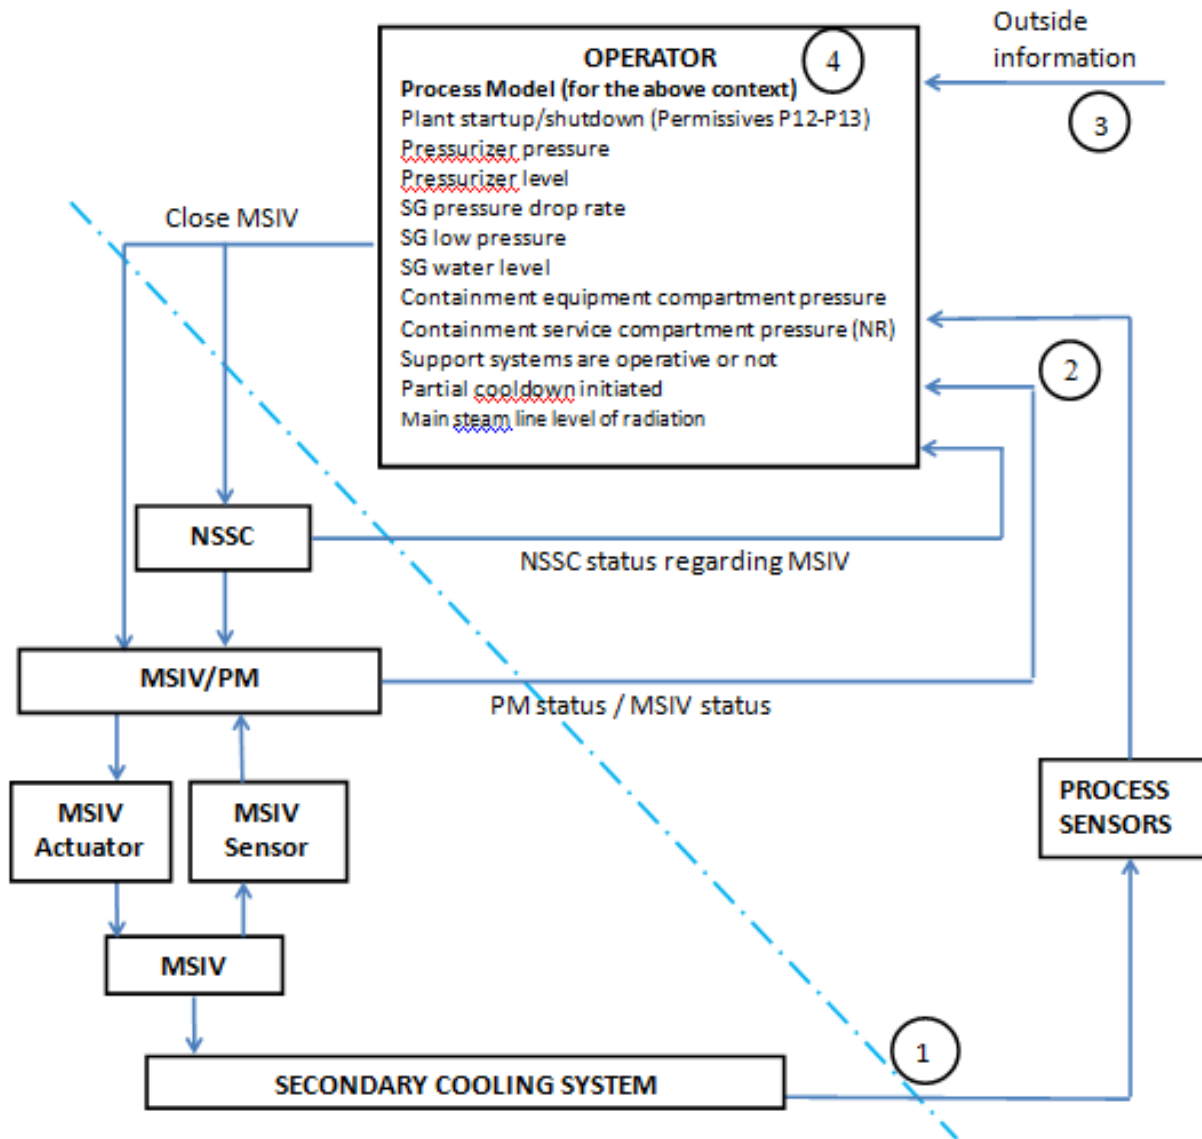 Outside
information
OPERATOR
4
Process Model (for the above context)
Plant startup/shutdown (Permissives P12-P13)
3
Pressurizer pressure
Pressurizer level
SG pressure drop rate
Close MSIV
SG low pressure
SG water level
Containment equipment compartment pressure
Containment service compartment pressure (NR)
Support systems are operative or not
2
Partial cooldown initiated
Main steam line level of radiation
NSSC
NSSC status regarding MSIV
MSIV/PM
PM status / MSIV status
MSIV
Actuator
MSIV
Sensor
PROCESS
SENSORS
MSIV
1
SECONDARY COOLING SYSTEM